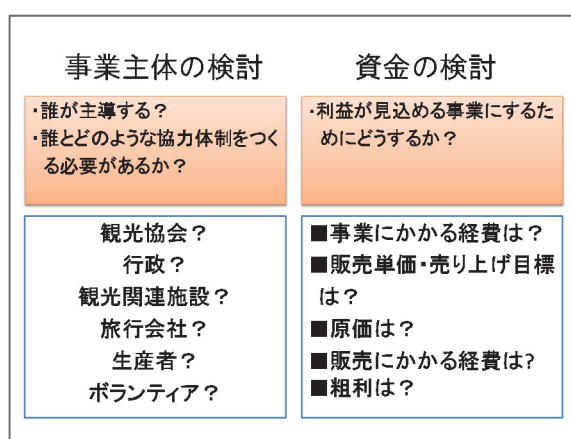 事業主体の検討
・誰が主導する？
・誰とどのような協力体制をつく
る必要があるか？
観光協会？
行政？
観光関連施設？
旅行会社？
生産者？
ボランティア？
資金の検討
・利益が見込める事業にするた
めにどうするか？
■事業にかかる経費は？
■販売単価・売り上げ目標
は？
■原価は？
■販売にかかる経費は?
■粗利は？